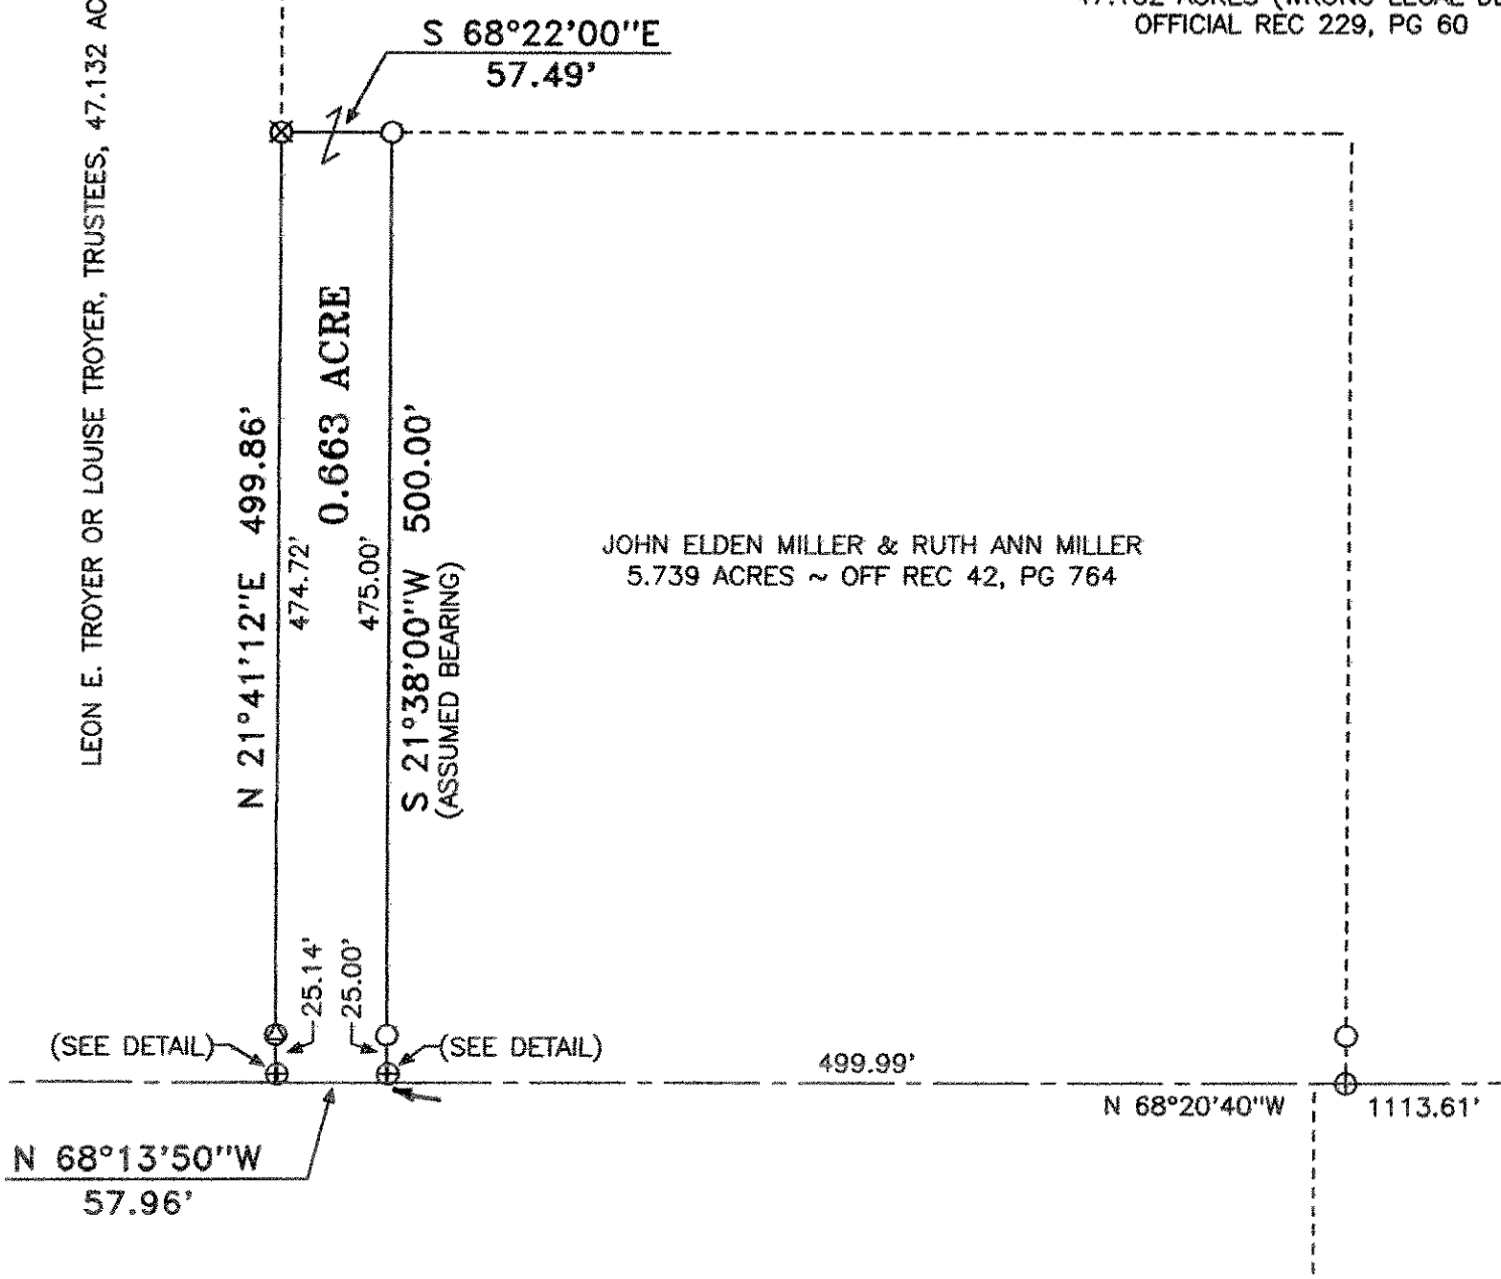 OFFICIAL REC 229, PG 60
S 68°22'00"E
57.49'
LEON E. TROYER OR LOUISE TROYER, TRUSTEES, 47.132 AC
N 21°41'12"E 499.86'
474.72'
0.663 ACRE
475.00'
S 21°38'00"W 500.00'
(ASSUMED BEARING)
JOHN ELDEN MILLER & RUTH ANN MILLER
5.739 ACRES ~ OFF REC 42, PG 764
25.14'
25.00'
(SEE DETAIL)
(SEE DETAIL)
499.99'
N 68°20'40"W
1113.61'
N 68°13'50"W
57.96'